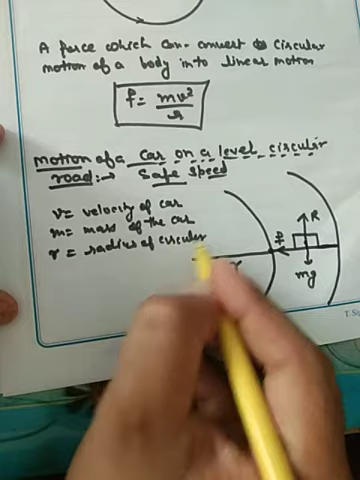 A force which can convert circular
motion of a body into linear motion
f = mv²/r
Motion of a car on a level circular
road:→ Safe speed
v = velocity of car
m = mass of the car
r = radius of circular
R
f
r
mg